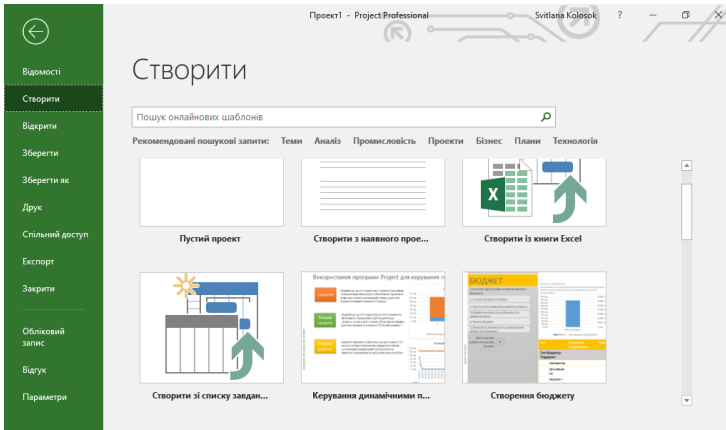 Проект1 - Project Professional
Svitlana Kolosok
?
Відомості
Створити
Відкрити
Зберегти
Зберегти як
Друк
Спільний доступ
Експорт
Закрити
Обліковий
запис
Відгук
Параметри
Створити
Пошук онлайнових шаблонів
Рекомендовані пошукові запити: Теми Аналіз Промисловість Проекти Бізнес Плани Технологія
Пустий проект
Створити з наявного прое...
Створити із книги Excel
Використання програми Project для керування
БЮДЖЕТ
Створити зі списку завдан...
Керування динамічними п...
Створення бюджету